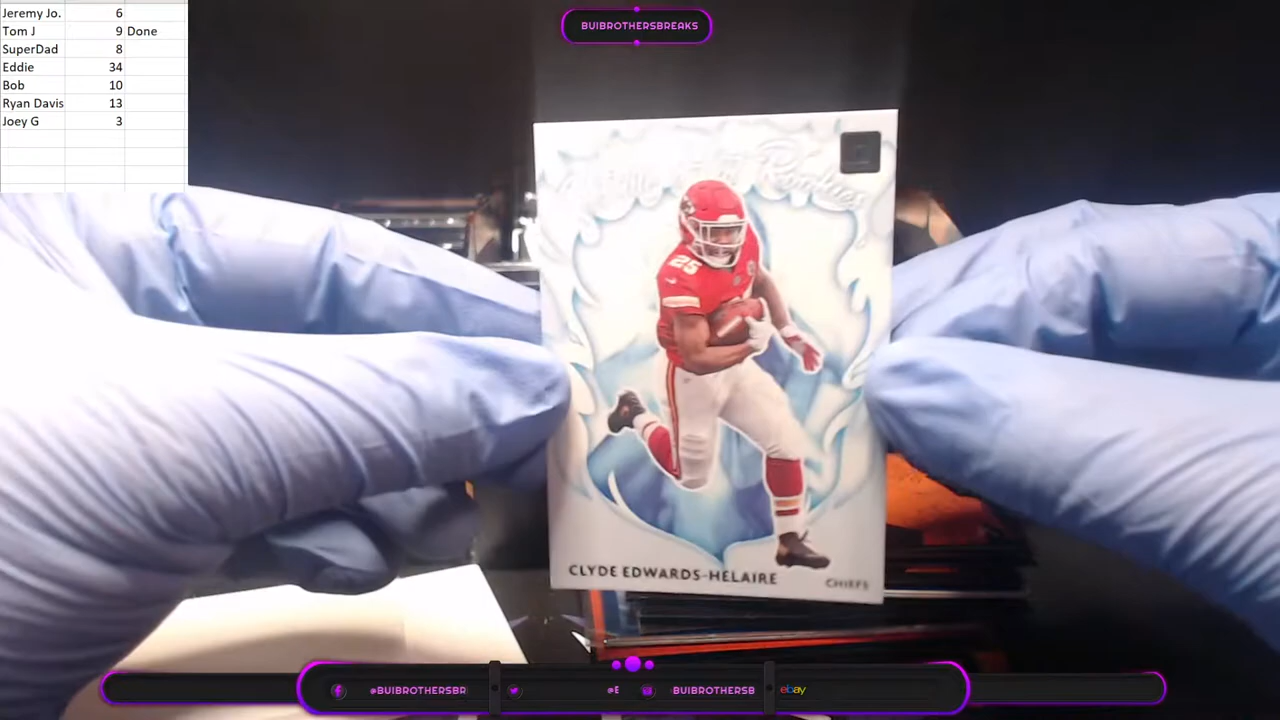 Jeremy Jo. 6
Tom J 9 Done
SuperDad 8
Eddie 34
Bob 10
Ryan Davis 13
Joey G 3
BUIBROTHERSBREAKS
25
CLYDE EDWARDS-HELAIRE
CHIEFS
@BUIBROTHERSBR @E BUIBROTHERSB ebay